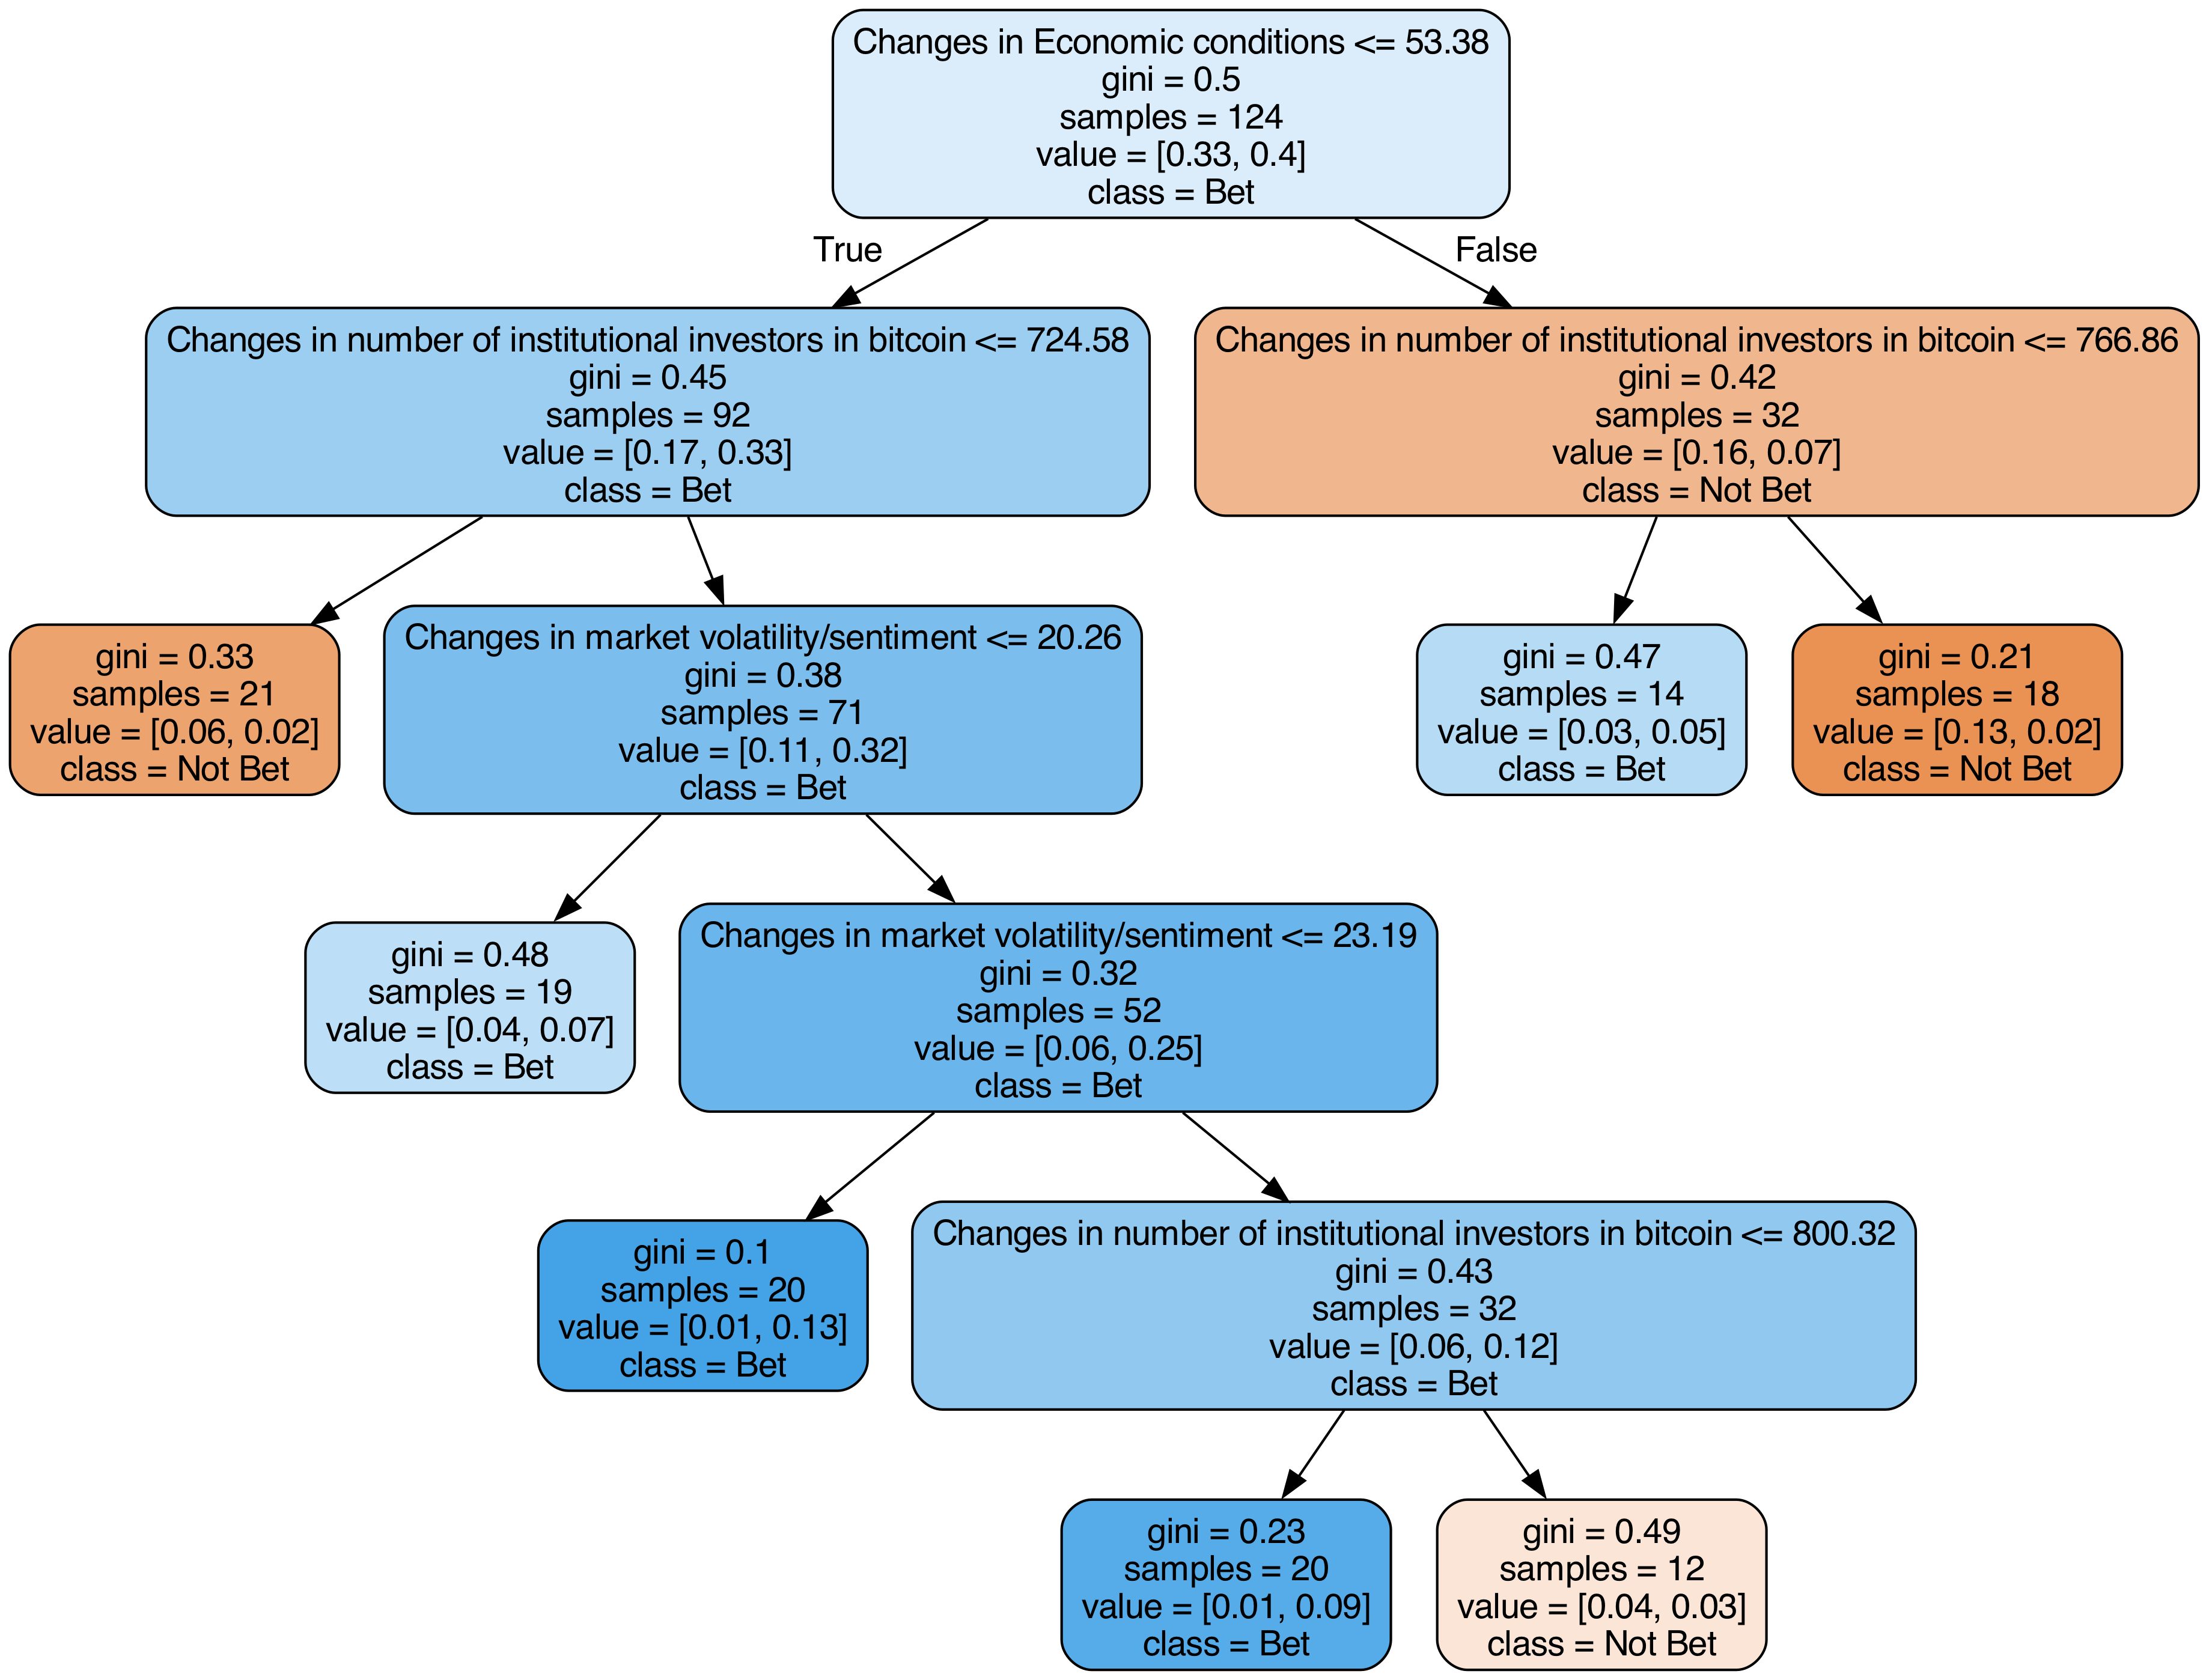 Changes in Economic conditions <= 53.38
gini = 0.5
samples = 124
value = [0.33, 0.4]
class = Bet
True
False
Changes in number of institutional investors in bitcoin <= 724.58
gini = 0.45
samples = 92
value = [0.17, 0.33]
class = Bet
Changes in number of institutional investors in bitcoin <= 766.86
gini = 0.42
samples = 32
value = [0.16, 0.07]
class = Not Bet
gini = 0.33
samples = 21
value = [0.06, 0.02]
class = Not Bet
Changes in market volatility/sentiment <= 20.26
gini = 0.38
samples = 71
value = [0.11, 0.32]
class = Bet
gini = 0.47
samples = 14
value = [0.03, 0.05]
class = Bet
gini = 0.21
samples = 18
value = [0.13, 0.02]
class = Not Bet
gini = 0.48
samples = 19
value = [0.04, 0.07]
class = Bet
Changes in market volatility/sentiment <= 23.19
gini = 0.32
samples = 52
value = [0.06, 0.25]
class = Bet
gini = 0.1
samples = 20
value = [0.01, 0.13]
class = Bet
Changes in number of institutional investors in bitcoin <= 800.32
gini = 0.43
samples = 32
value = [0.06, 0.12]
class = Bet
gini = 0.23
samples = 20
value = [0.01, 0.09]
class = Bet
gini = 0.49
samples = 12
value = [0.04, 0.03]
class = Not Bet